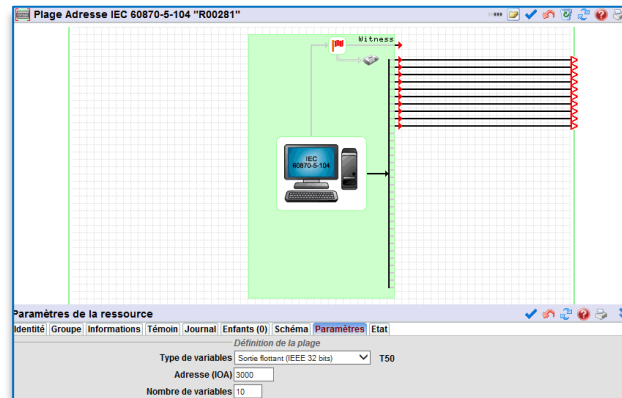 Plage Adresse IEC 60870-5-104 "R00281"
Witness
IEC
60870-5-104
Paramètres de la ressource
Identité Groupe Informations Témoin Journal Enfants (0) Schéma Paramètres Etat
Définition de la plage
Type de variables Sortie flottant (IEEE 32 bits) T50
Adresse (IOA) 3000
Nombre de variables 10